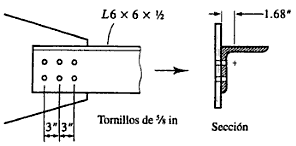 L6 × 6 × ½
1.68"
3" 3"
Tornillos de ⅝ in
Sección